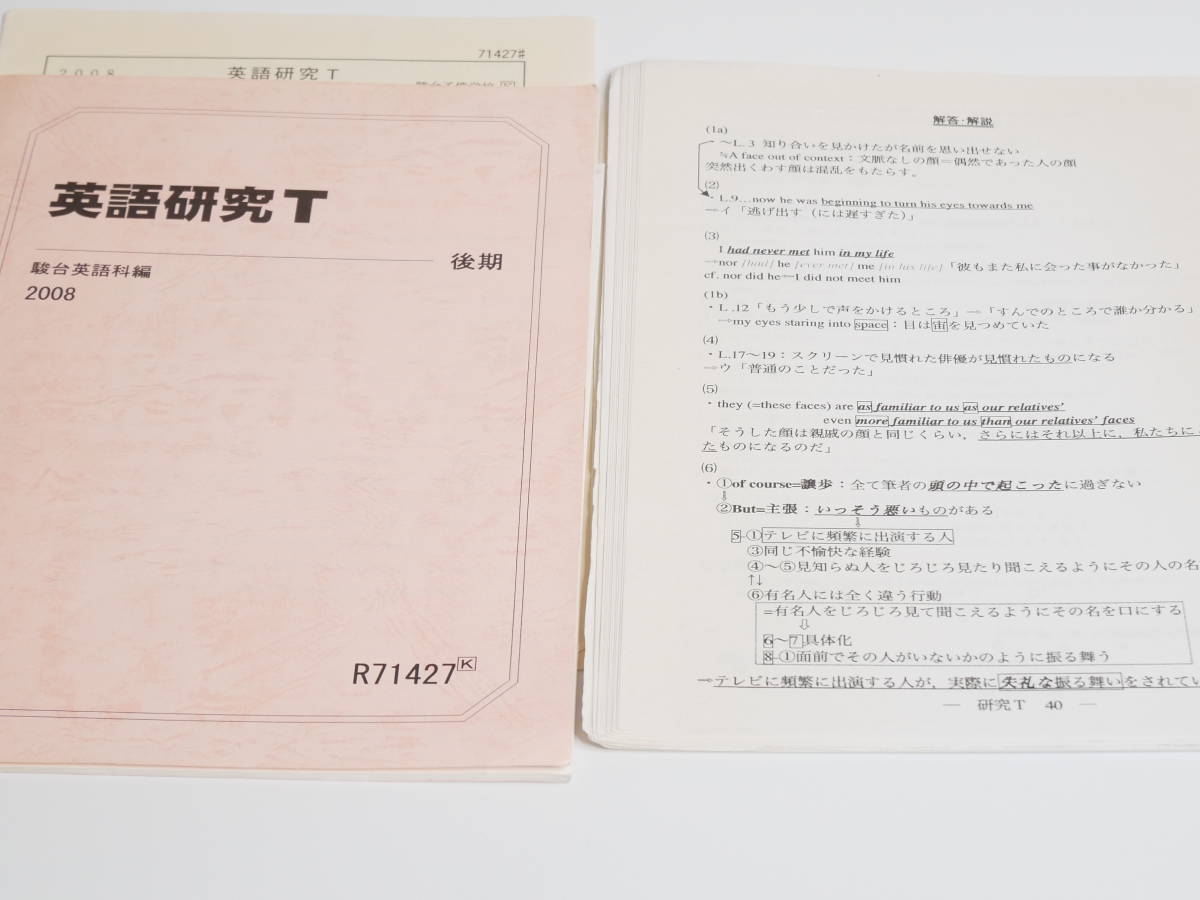 71427♯
2008 英語研究T
英語研究T
後期
駿台英語科編
2008
R71427 K
解答・解説
(1a)
～L. 3 知り合いを見かけたが名前を思い出せない
≒A face out of context：文脈なしの顔＝偶然であった人の顔
突然出くわす顔は混乱をもたらす。
(2)
・L.9…now he was beginning to turn his eyes towards me
→イ「逃げ出す（には遅すぎた）」
(3)
I had never met him in my life
→nor [had] he [ever met] me [in his life]「彼もまた私に会った事がなかった」
cf. nor did he←I did not meet him
(1b)
・L .12「もう少しで声をかけるところ」―「すんでのところで誰か分かる」
→my eyes staring into space：目は宙を見つめていた
(4)
・L.17～19：スクリーンで見慣れた俳優が見慣れたものになる
→ウ「普通のことだった」
(5)
・they (=these faces) are as familiar to us as our relatives'
even more familiar to us than our relatives' faces
「そうした顔は親戚の顔と同じくらい，さらにはそれ以上に，私たちに
たものになるのだ」
(6)
・①of course=譲歩：全て筆者の頭の中で起こったに過ぎない
⇩
②But=主張：いっそう悪いものがある
⇩
5-①テレビに頻繁に出演する人
③同じ不愉快な経験
④～⑤見知らぬ人をじろじろ見たり聞こえるようにその人の名
↑↓
⑥有名人には全く違う行動
=有名人をじろじろ見て聞こえるようにその名を口にする
⇩
6～7具体化
8-①面前でその人がいないかのように振る舞う
→テレビに頻繁に出演する人が，実際に失礼な振る舞いをされてい
― 研究T 40 ―